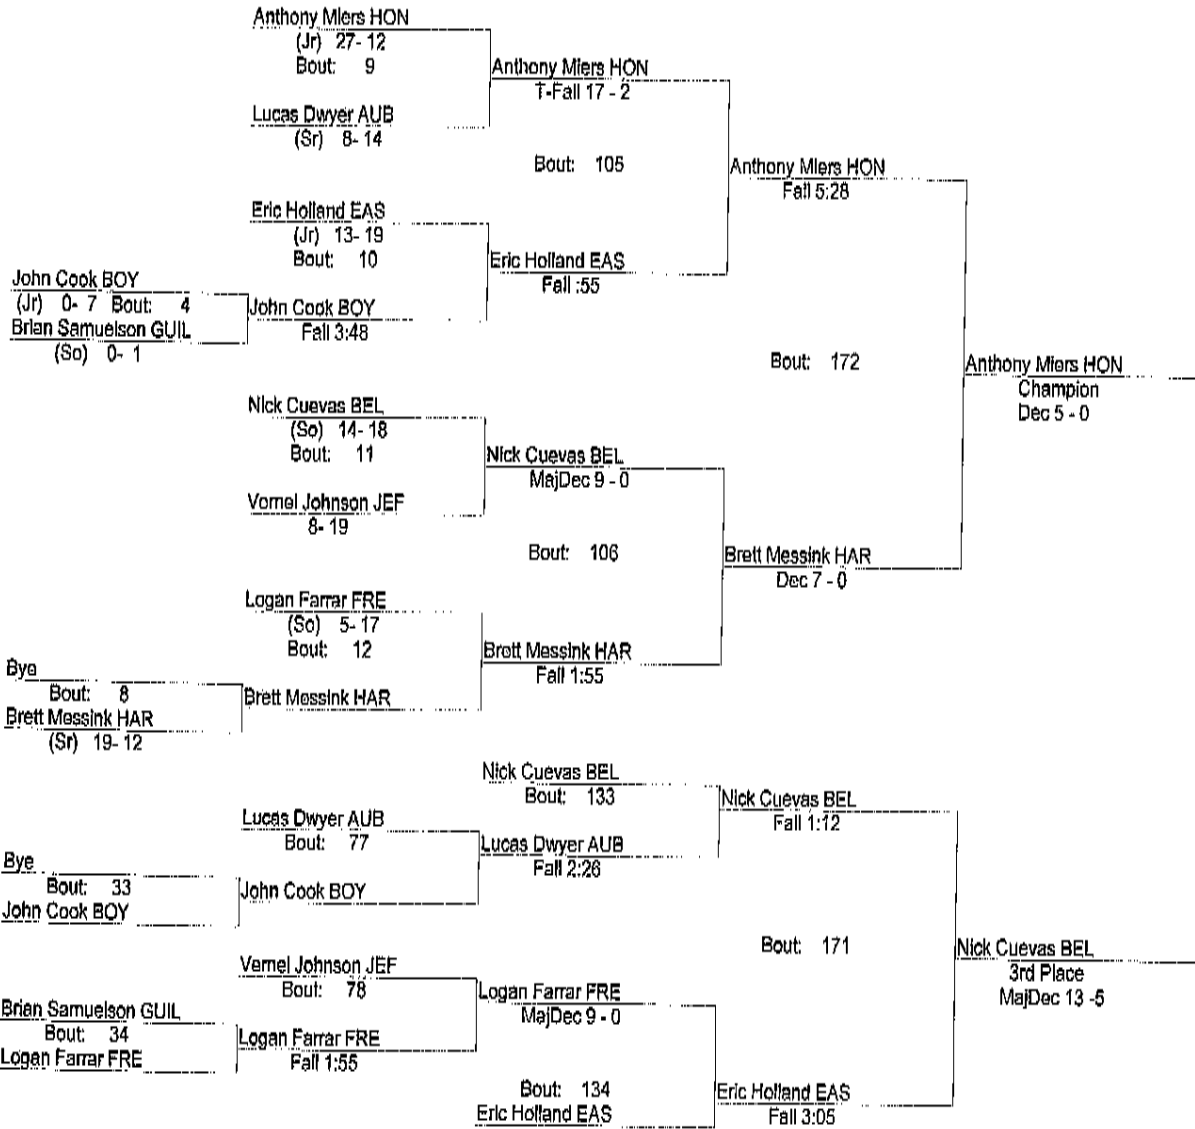 Anthony Miers HON
(Jr) 27- 12
Bout: 9
Anthony Miers HON
T-Fall 17 - 2
Lucas Dwyer AUB
(Sr) 8- 14
Bout: 105
Anthony Miers HON
Fall 5:28
Eric Holland EAS
(Jr) 13- 19
Bout: 10
Eric Holland EAS
Fall :55
John Cook BOY
(Jr) 0- 7 Bout: 4
Brian Samuelson GUIL
(So) 0- 1
John Cook BOY
Fall 3:48
Bout: 172
Anthony Miers HON
Champion
Dec 5 - 0
Nick Cuevas BEL
(So) 14- 18
Bout: 11
Nick Cuevas BEL
MajDec 9 - 0
Vernel Johnson JEF
8- 19
Bout: 106
Brett Messink HAR
Dec 7 - 0
Logan Farrar FRE
(So) 5- 17
Bout: 12
Brett Messink HAR
Fall 1:55
Bye
Bout: 8
Brett Messink HAR
(Sr) 19- 12
Brett Messink HAR
Nick Cuevas BEL
Bout: 133
Nick Cuevas BEL
Fall 1:12
Lucas Dwyer AUB
Bout: 77
Lucas Dwyer AUB
Fall 2:26
Bye
Bout: 33
John Cook BOY
John Cook BOY
Bout: 171
Nick Cuevas BEL
3rd Place
MajDec 13 -5
Vernel Johnson JEF
Bout: 78
Logan Farrar FRE
MajDec 9 - 0
Brian Samuelson GUIL
Bout: 34
Logan Farrar FRE
Logan Farrar FRE
Fall 1:55
Bout: 134
Eric Holland EAS
Eric Holland EAS
Fall 3:05